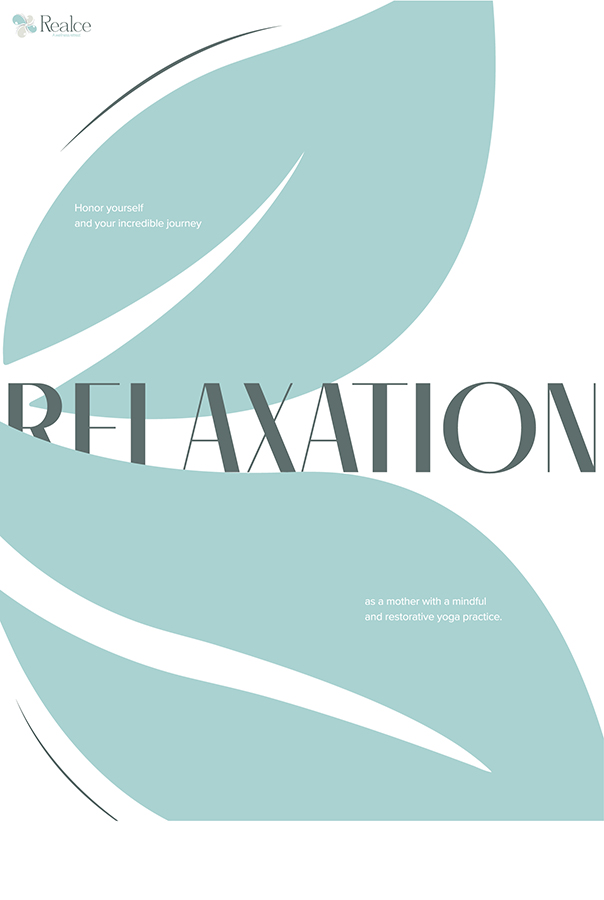 Realce
Honor yourself
and your incredible journey
RELAXATION
as a mother with a mindful
and restorative yoga practice.